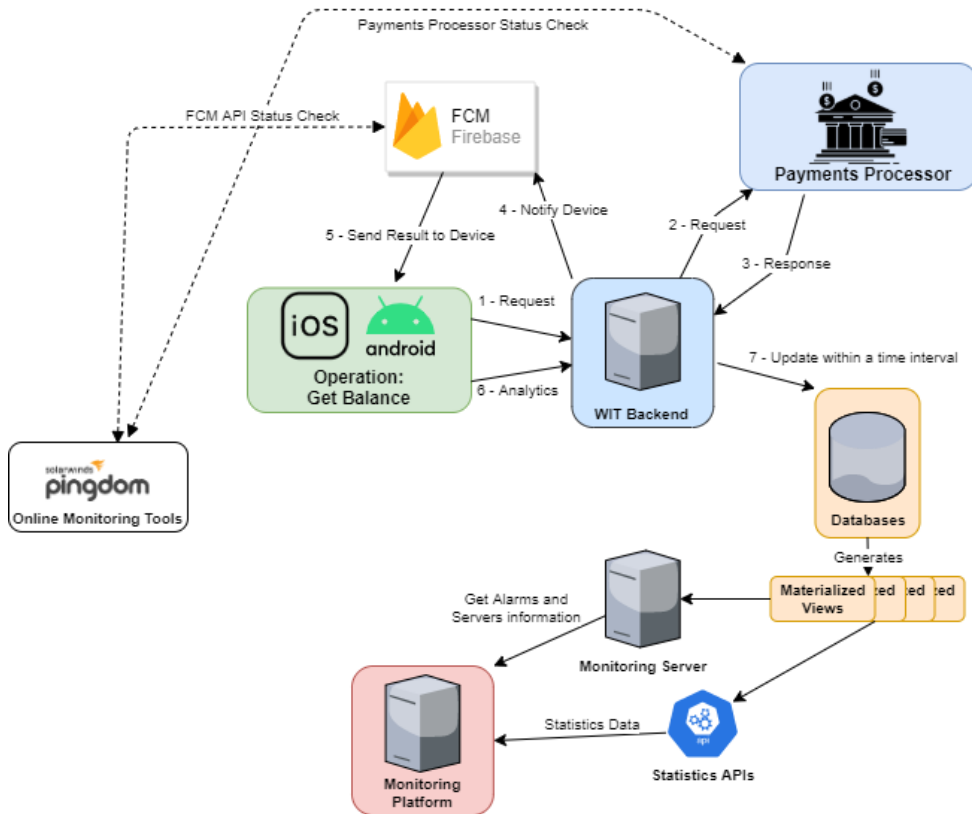 Payments Processor Status Check
FCM API Status Check
FCM
Firebase
Payments Processor
4 - Notify Device
2 - Request
5 - Send Result to Device
3 - Response
1 - Request
iOS
android
Operation:
Get Balance
6 - Analytics
WIT Backend
7 - Update within a time interval
solarwinds
pingdom
Online Monitoring Tools
Databases
Generates
Materialized
Views
zed
zed
zed
Get Alarms and
Servers information
Monitoring Server
Statistics Data
api
Statistics APIs
Monitoring
Platform